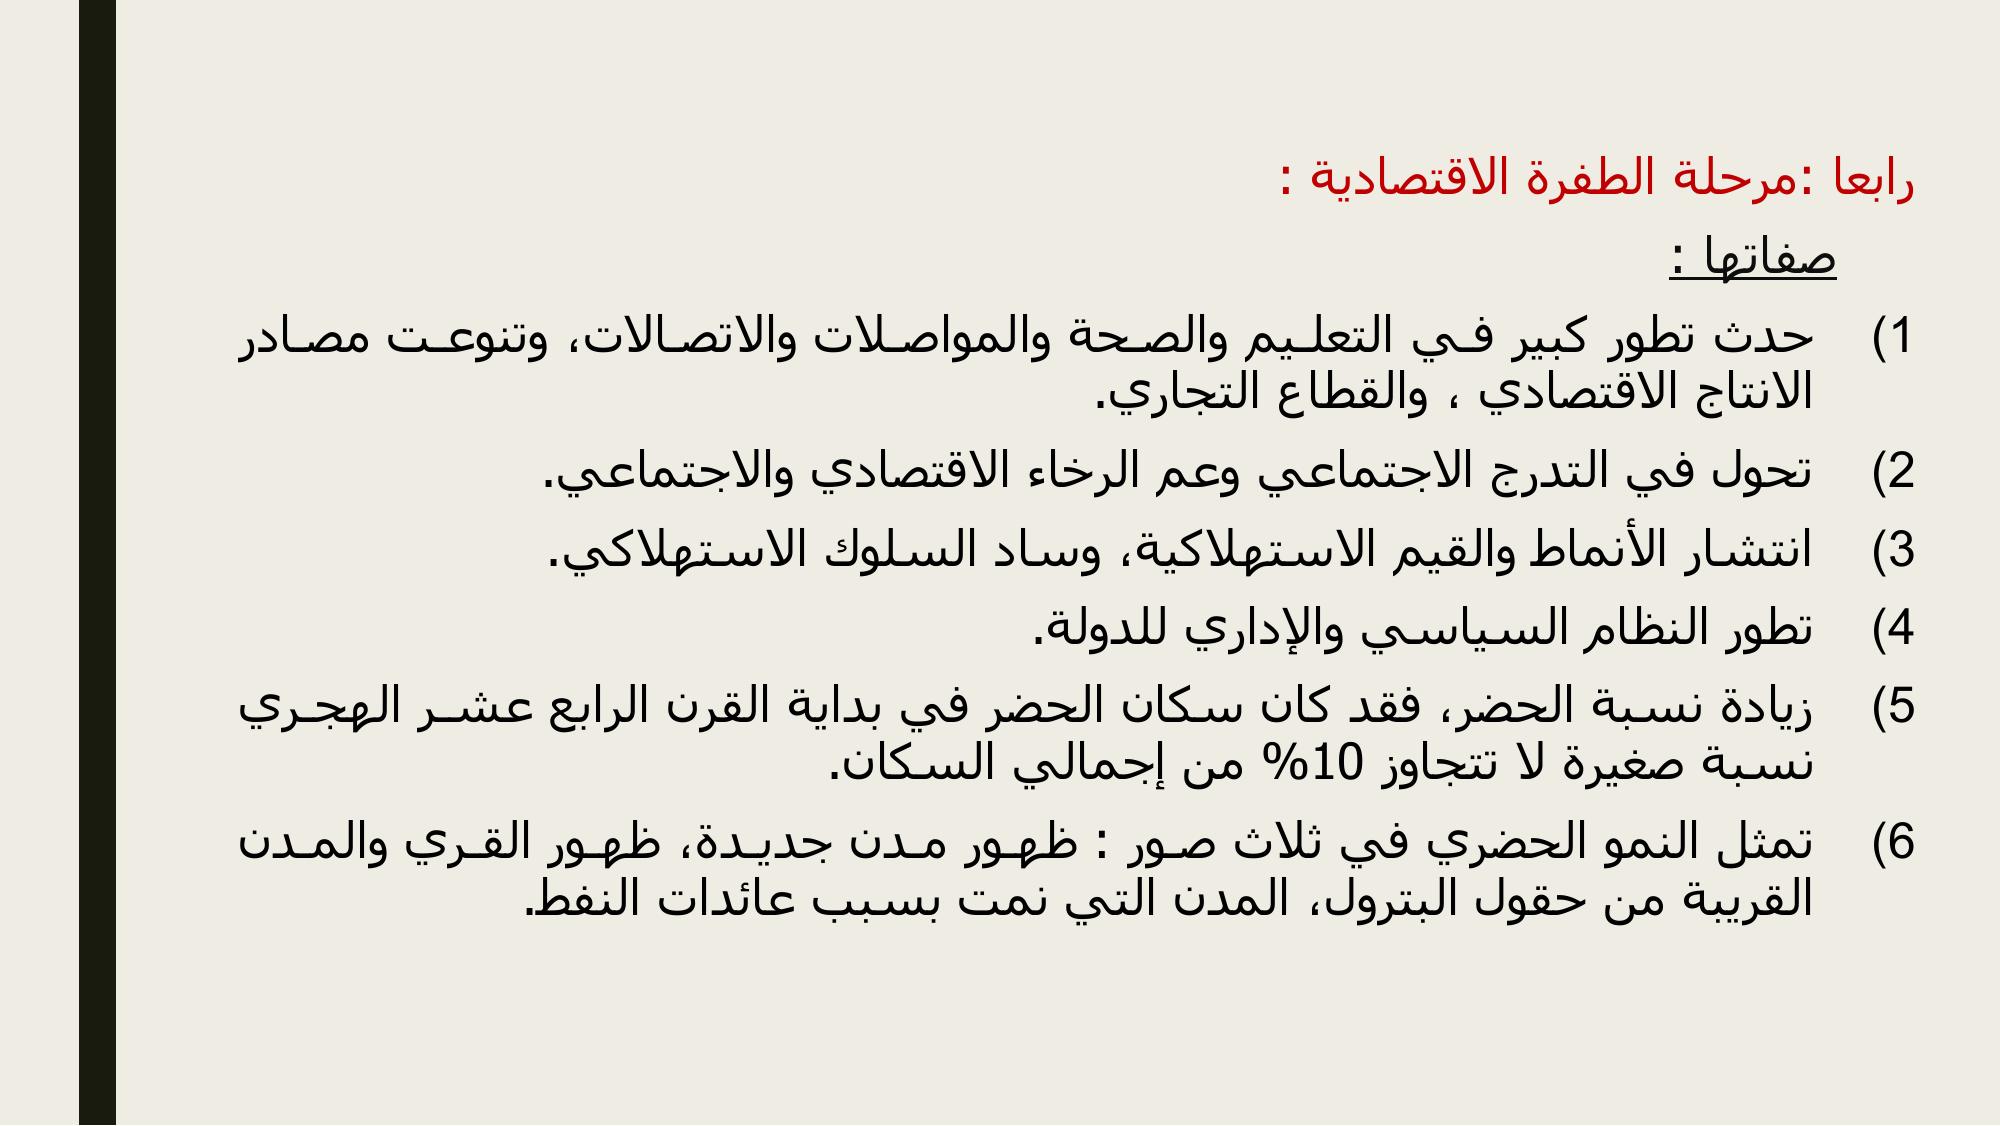 رابعا :مرحلة الطفرة الاقتصادية :
صفاتها :
1) حدث تطور كبير في التعليم والصحة والمواصلات والاتصالات، وتنوعت مصادر
الانتاج الاقتصادي ، والقطاع التجاري.
2) تحول في التدرج الاجتماعي وعم الرخاء الاقتصادي والاجتماعي.
3) انتشار الأنماط والقيم الاستهلاكية، وساد السلوك الاستهلاكي.
4) تطور النظام السياسي والإداري للدولة.
5) زيادة نسبة الحضر، فقد كان سكان الحضر في بداية القرن الرابع عشر الهجري
نسبة صغيرة لا تتجاوز 10% من إجمالي السكان.
6) تمثل النمو الحضري في ثلاث صور : ظهور مدن جديدة، ظهور القري والمدن
القريبة من حقول البترول، المدن التي نمت بسبب عائدات النفط.